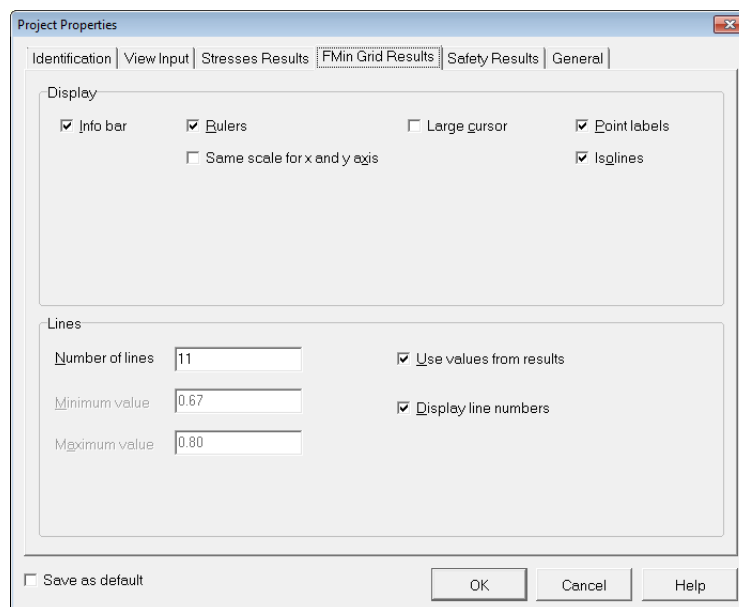 Project Properties
Identification View Input Stresses Results FMin Grid Results Safety Results General
Display
Info bar Rulers Large cursor Point labels
Same scale for x and y axis Isolines
Lines
Number of lines 11 Use values from results
Minimum value 0.67
Display line numbers
Maximum value 0.80
Save as default OK Cancel Help